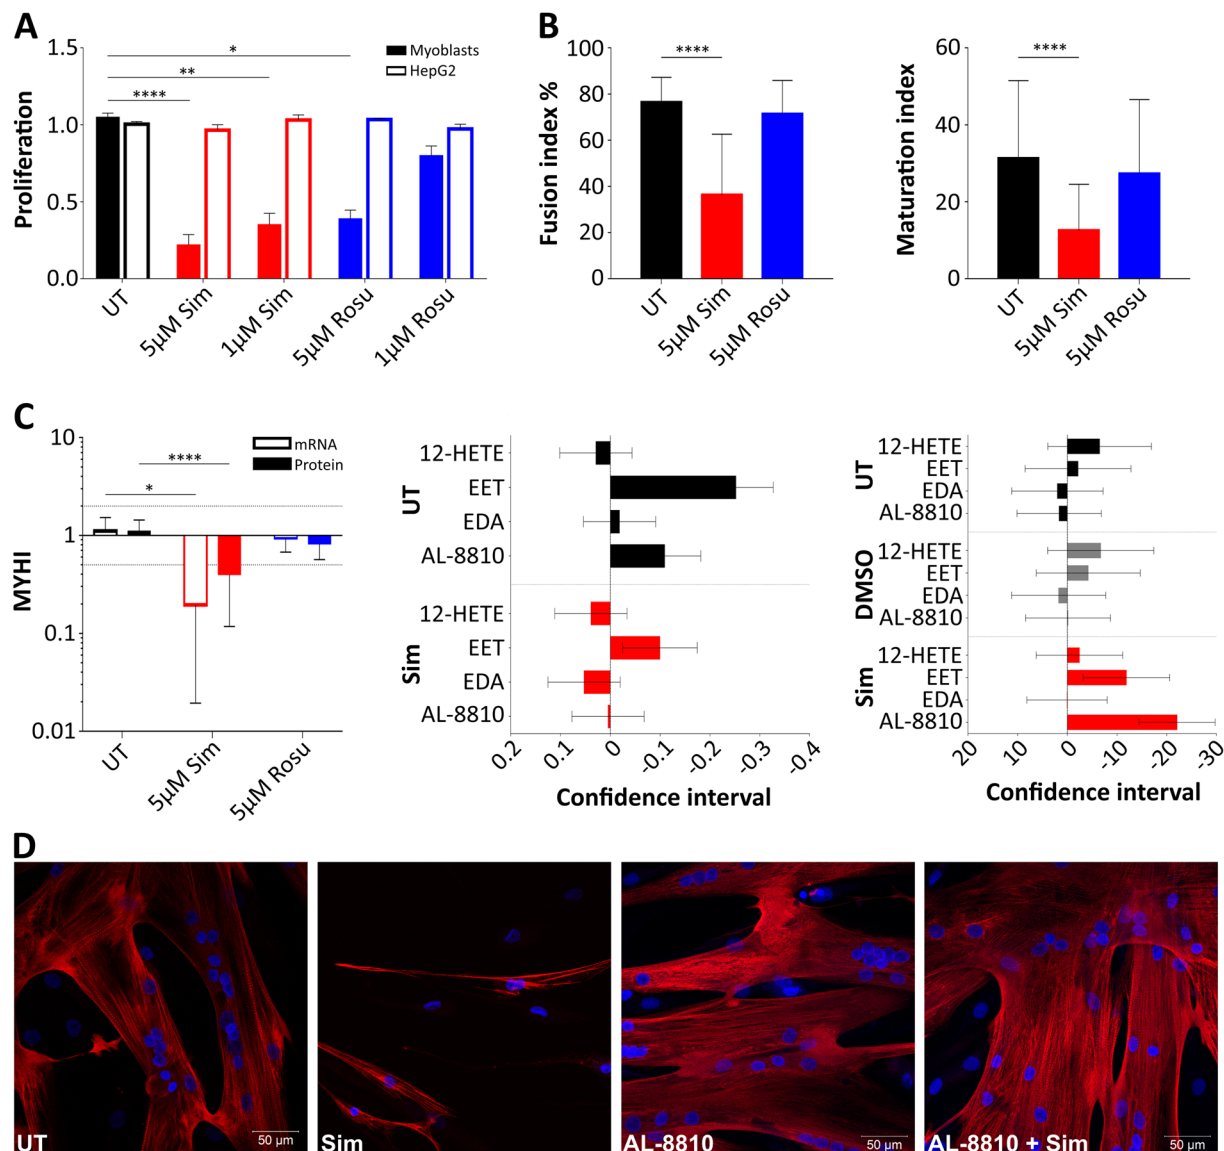 A
Proliferation
1.5
1.0
0.5
0.0
*
**
****
Myoblasts
HepG2
UT
5µM Sim
1µM Sim
5µM Rosu
1µM Rosu
B
Fusion index %
100
80
60
40
20
0
****
UT
5µM Sim
5µM Rosu
Maturation index
60
40
20
0
****
UT
5µM Sim
5µM Rosu
C
MYHI
10
1
0.1
0.01
****
*
mRNA
Protein
UT
5µM Sim
5µM Rosu
UT
12-HETE
EET
EDA
AL-8810
Sim
12-HETE
EET
EDA
AL-8810
0.2 0.1 0 -0.1 -0.2 -0.3 -0.4
Confidence interval
UT
12-HETE
EET
EDA
AL-8810
DMSO
12-HETE
EET
EDA
AL-8810
Sim
12-HETE
EET
EDA
AL-8810
20 10 0 -10 -20 -30
Confidence interval
D
UT
50 µm
Sim
AL-8810
50 µm
AL-8810 + Sim
50 µm